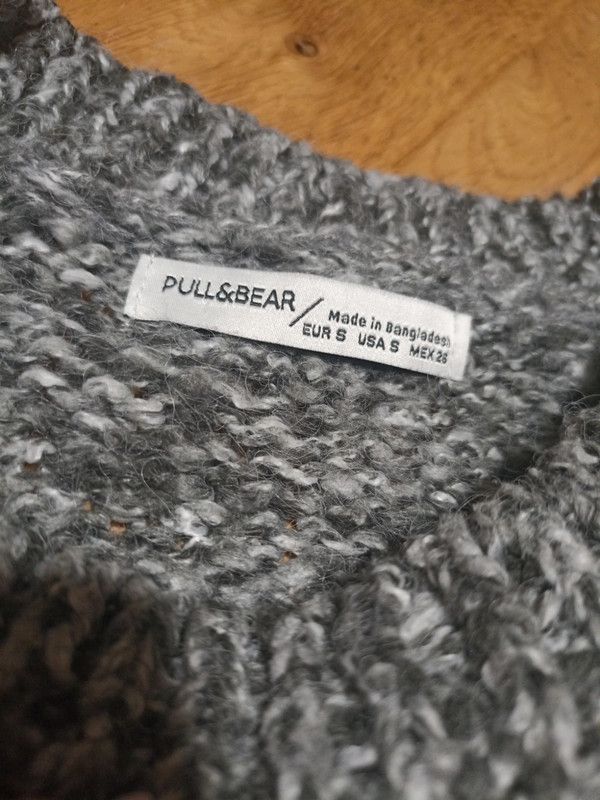 PULL&BEAR
Made in Bangladesh
EUR S USA S MEX 26